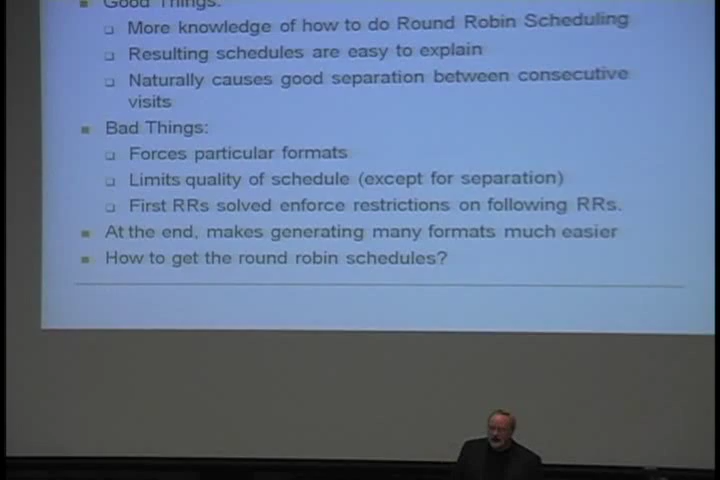 Good Things:
More knowledge of how to do Round Robin Scheduling
Resulting schedules are easy to explain
Naturally causes good separation between consecutive
visits
Bad Things:
Forces particular formats
Limits quality of schedule (except for separation)
First RRs solved enforce restrictions on following RRs.
At the end, makes generating many formats much easier
How to get the round robin schedules?